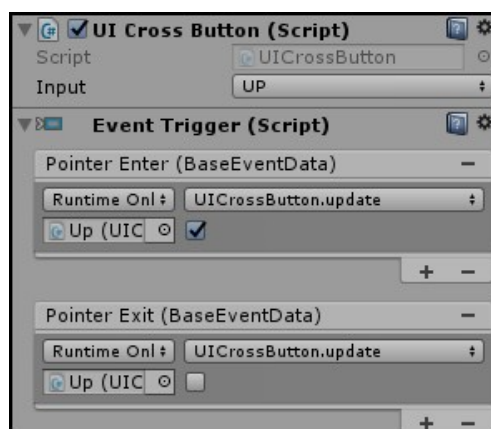 UI Cross Button (Script)
Script UICrossButton
Input UP
Event Trigger (Script)
Pointer Enter (BaseEventData)
Runtime Onl UICrossButton.update
Up (UIC
+ −
Pointer Exit (BaseEventData)
Runtime Onl UICrossButton.update
Up (UIC
+ −